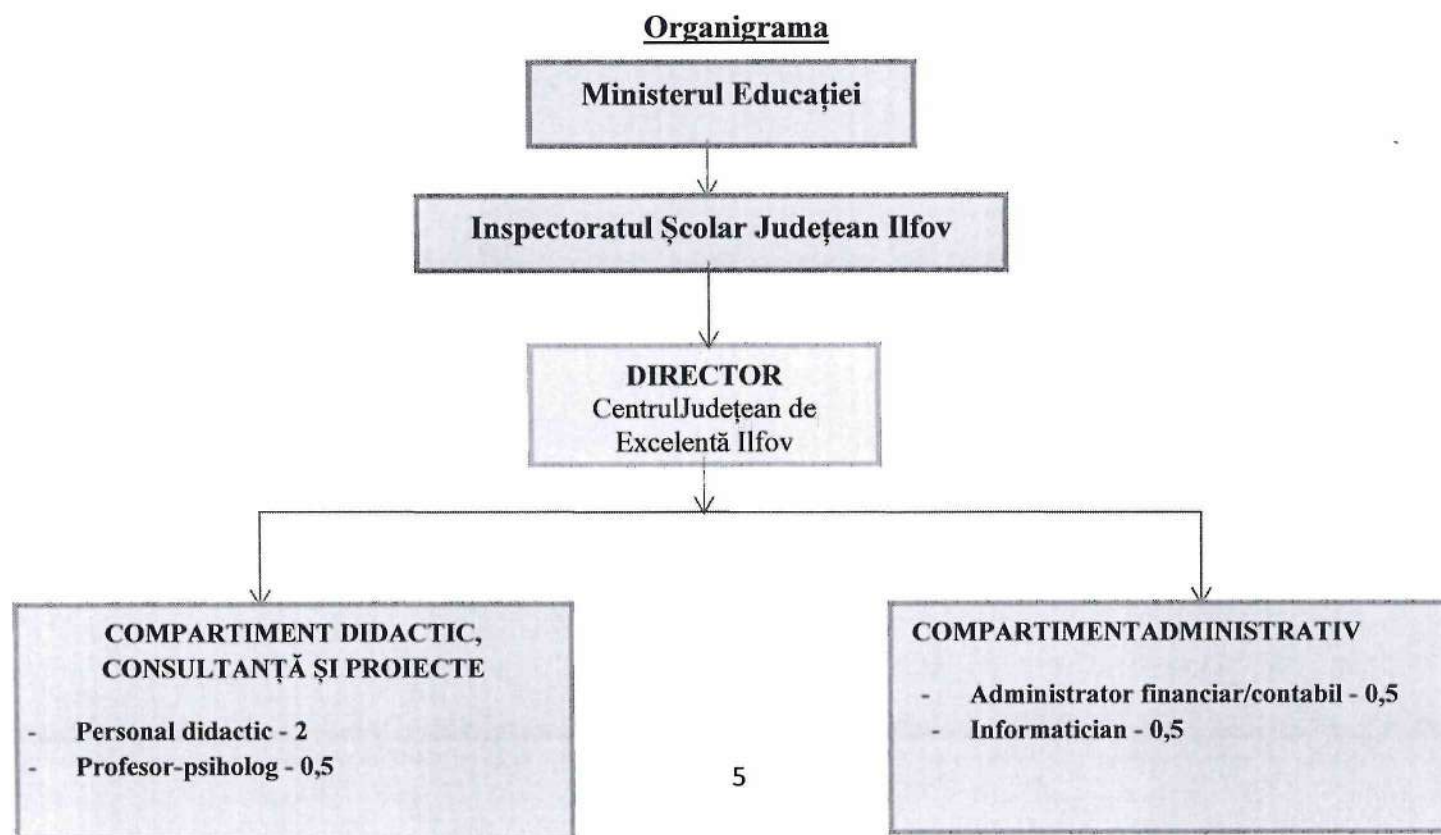 Organigrama
Ministerul Educației
Inspectoratul Școlar Județean Ilfov
DIRECTOR
CentrulJudețean de
Excelentă Ilfov
COMPARTIMENT DIDACTIC,
CONSULTANȚĂ ȘI PROIECTE
- Personal didactic - 2
- Profesor-psiholog - 0,5
COMPARTIMENTADMINISTRATIV
- Administrator financiar/contabil - 0,5
- Informatician - 0,5
5